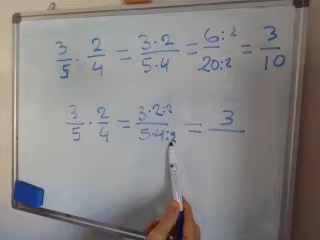 3/5 · 2/4 = 3·2/5·4 = 6:2/20:2 = 3/10
3/5 · 2/4 = 3·2:2/5·4:2 = 3/